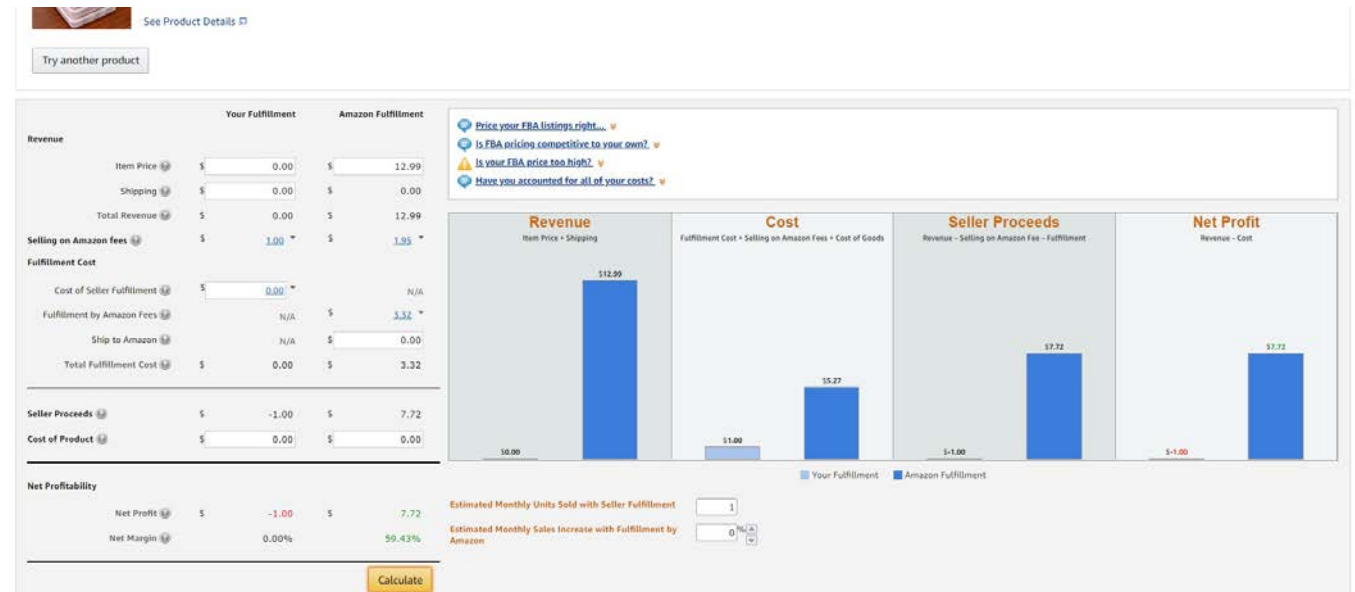 See Product Details
Try another product
Your Fulfillment Amazon Fulfillment
Revenue
Item Price $ 0.00 $ 12.99
Shipping $ 0.00 $ 0.00
Total Revenue $ 0.00 $ 12.99
Selling on Amazon fees $ 1.00 $ 1.95
Fulfillment Cost
Cost of Seller Fulfillment $ 0.00 N/A
Fulfillment by Amazon Fees N/A $ 3.32
Ship to Amazon N/A $ 0.00
Total Fulfillment Cost $ 0.00 $ 3.32
Seller Proceeds $ -1.00 $ 7.72
Cost of Product $ 0.00 $ 0.00
Net Profitability
Net Profit $ -1.00 $ 7.72
Net Margin 0.00% 59.43%
Calculate
Price your FBA listings right...
Is FBA pricing competitive to your own?
Is your FBA price too high?
Have you accounted for all of your costs?
Revenue Cost Seller Proceeds Net Profit
Item Price + Shipping Fulfillment Cost + Selling on Amazon Fees + Cost of Goods Revenue - Selling on Amazon Fee - Fulfillment Revenue - Cost
$12.99
$7.72 $7.72
$5.27
$1.00
$0.00 $-1.00 $-1.00
Your Fulfillment Amazon Fulfillment
Estimated Monthly Units Sold with Seller Fulfillment 1
Estimated Monthly Sales Increase with Fulfillment by 0 %
Amazon